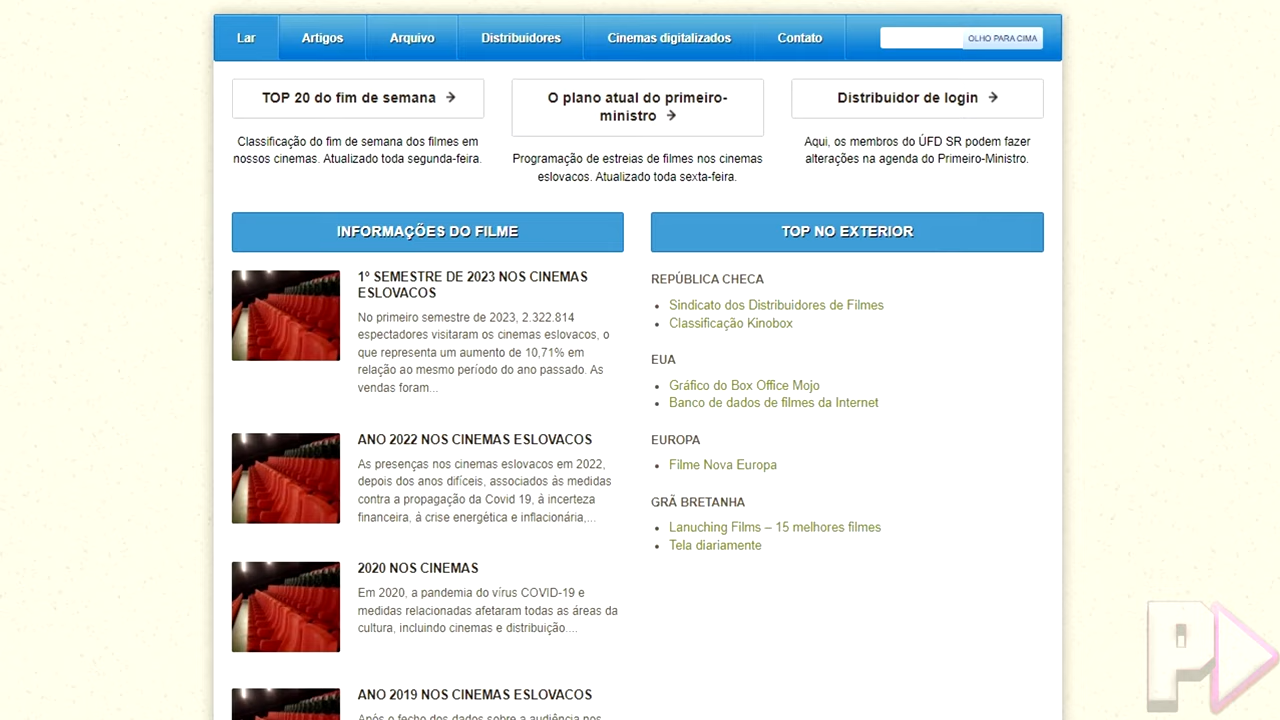 Lar
Artigos
Arquivo
Distribuidores
Cinemas digitalizados
Contato
OLHO PARA CIMA
TOP 20 do fim de semana →
Classificação do fim de semana dos filmes em
nossos cinemas. Atualizado toda segunda-feira.
O plano atual do primeiro-
ministro →
Programação de estreias de filmes nos cinemas
eslovacos. Atualizado toda sexta-feira.
Distribuidor de login →
Aqui, os membros do ÚFD SR podem fazer
alterações na agenda do Primeiro-Ministro.
INFORMAÇÕES DO FILME
1º SEMESTRE DE 2023 NOS CINEMAS
ESLOVACOS
No primeiro semestre de 2023, 2.322.814
espectadores visitaram os cinemas eslovacos, o
que representa um aumento de 10,71% em
relação ao mesmo período do ano passado. As
vendas foram...
ANO 2022 NOS CINEMAS ESLOVACOS
As presenças nos cinemas eslovacos em 2022,
depois dos anos difíceis, associados às medidas
contra a propagação da Covid 19, à incerteza
financeira, à crise energética e inflacionária,...
2020 NOS CINEMAS
Em 2020, a pandemia do vírus COVID-19 e
medidas relacionadas afetaram todas as áreas da
cultura, incluindo cinemas e distribuição....
ANO 2019 NOS CINEMAS ESLOVACOS
Após o fecho dos dados sobre a audiência nos
TOP NO EXTERIOR
REPÚBLICA CHECA
• Sindicato dos Distribuidores de Filmes
• Classificação Kinobox
EUA
• Gráfico do Box Office Mojo
• Banco de dados de filmes da Internet
EUROPA
• Filme Nova Europa
GRÃ BRETANHA
• Lanuching Films – 15 melhores filmes
• Tela diariamente
P